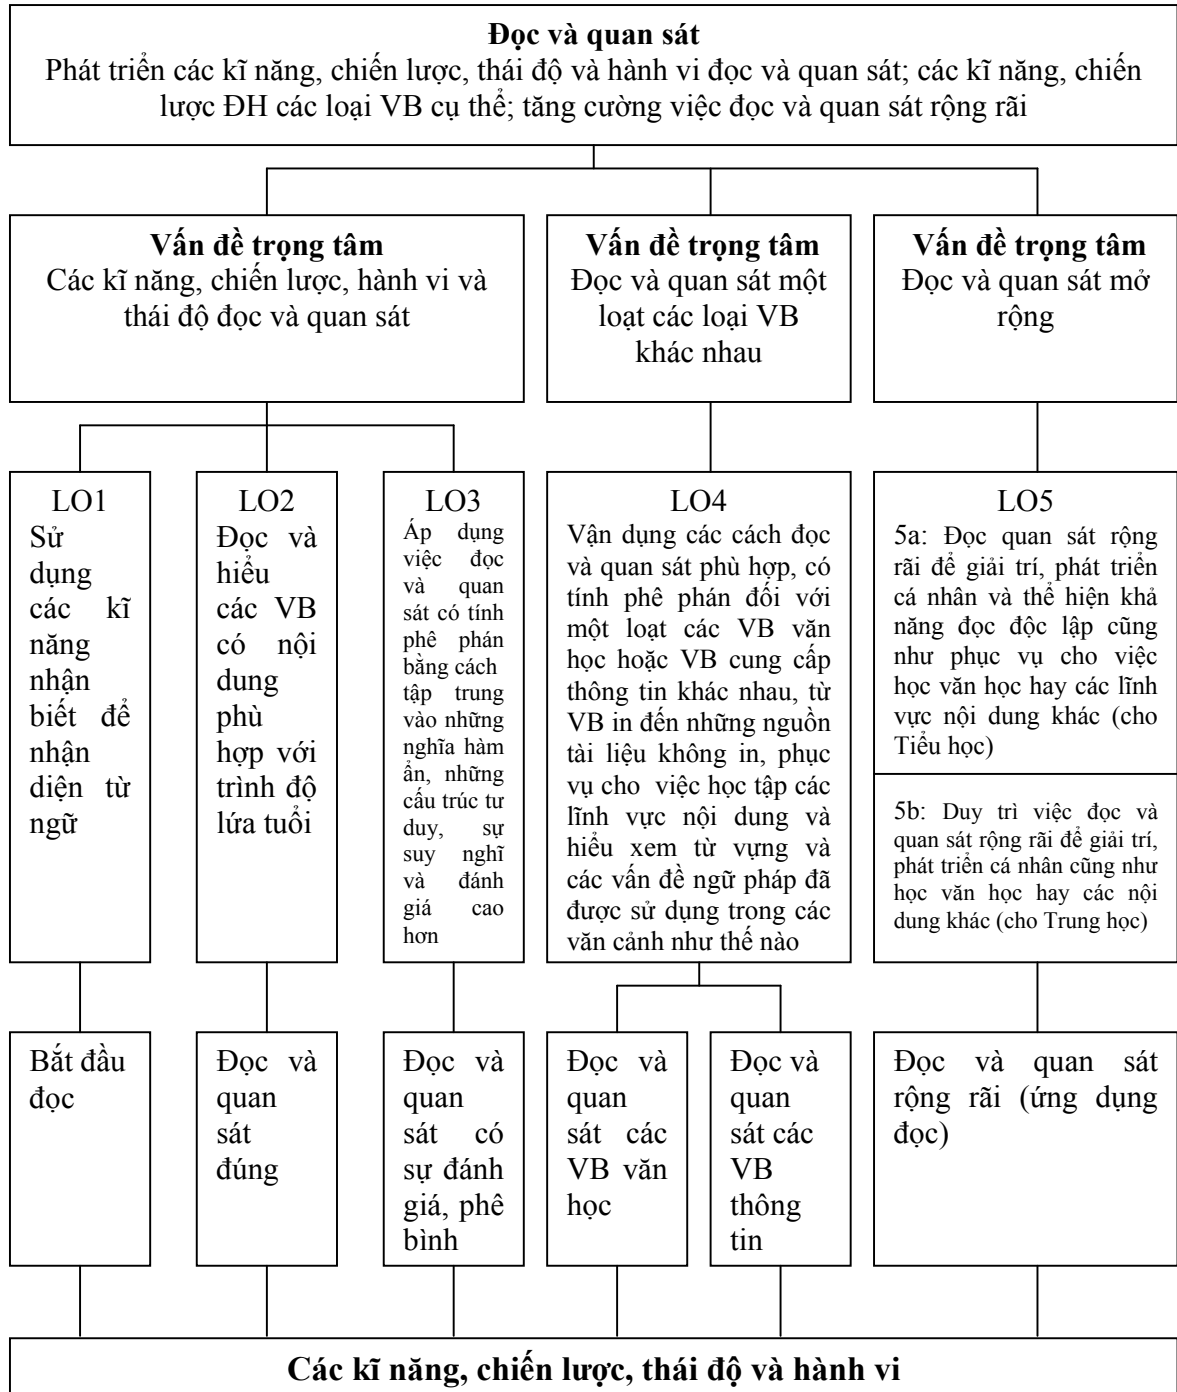 Đọc và quan sát
Phát triển các kĩ năng, chiến lược, thái độ và hành vi đọc và quan sát; các kĩ năng, chiến
lược ĐH các loại VB cụ thể; tăng cường việc đọc và quan sát rộng rãi
Vấn đề trọng tâm
Các kĩ năng, chiến lược, hành vi và
thái độ đọc và quan sát
Vấn đề trọng tâm
Đọc và quan sát một
loạt các loại VB
khác nhau
Vấn đề trọng tâm
Đọc và quan sát mở
rộng
LO1
Sử
dụng
các kĩ
năng
nhận
biết để
nhận
diện từ
ngữ
LO2
Đọc và
hiểu
các VB
có nội
dung
phù
hợp với
trình độ
lứa tuổi
LO3
Áp dụng
việc đọc
và quan
sát có tính
phê phán
bằng cách
tập trung
vào những
nghĩa hàm
ẩn, những
cấu trúc tư
duy, sự
suy nghĩ
và đánh
giá cao
hơn
LO4
Vận dụng các cách đọc
và quan sát phù hợp, có
tính phê phán đối với
một loạt các VB văn
học hoặc VB cung cấp
thông tin khác nhau, từ
VB in đến những nguồn
tài liệu không in, phục
vụ cho việc học tập các
lĩnh vực nội dung và
hiểu xem từ vựng và
các vấn đề ngữ pháp đã
được sử dụng trong các
văn cảnh như thế nào
LO5
5a: Đọc quan sát rộng
rãi để giải trí, phát triển
cá nhân và thể hiện khả
năng đọc độc lập cũng
như phục vụ cho việc
học văn học hay các lĩnh
vực nội dung khác (cho
Tiểu học)
5b: Duy trì việc đọc và
quan sát rộng rãi để giải trí,
phát triển cá nhân cũng như
học văn học hay các nội
dung khác (cho Trung học)
Bắt đầu
đọc
Đọc và
quan
sát
đúng
Đọc và
quan
sát có
sự đánh
giá, phê
bình
Đọc và
quan
sát các
VB văn
học
Đọc và
quan
sát các
VB
thông
tin
Đọc và quan sát
rộng rãi (ứng dụng
đọc)
Các kĩ năng, chiến lược, thái độ và hành vi